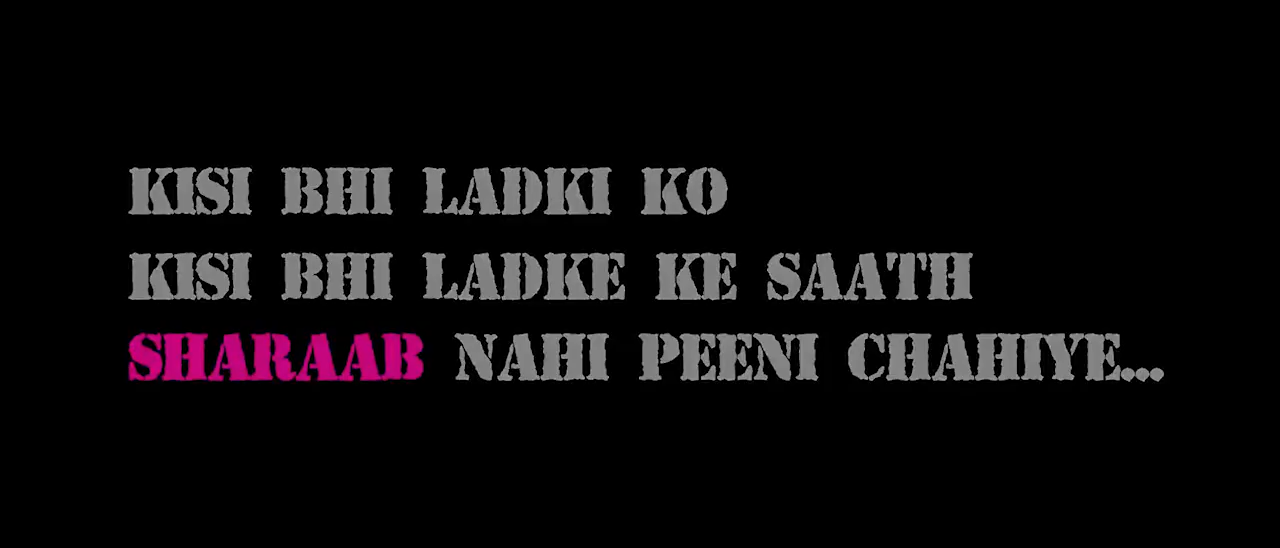 KISI BHI LADKI KO
KISI BHI LADKE KE SAATH
SHARAAB NAHI PEENI CHAHIYE...